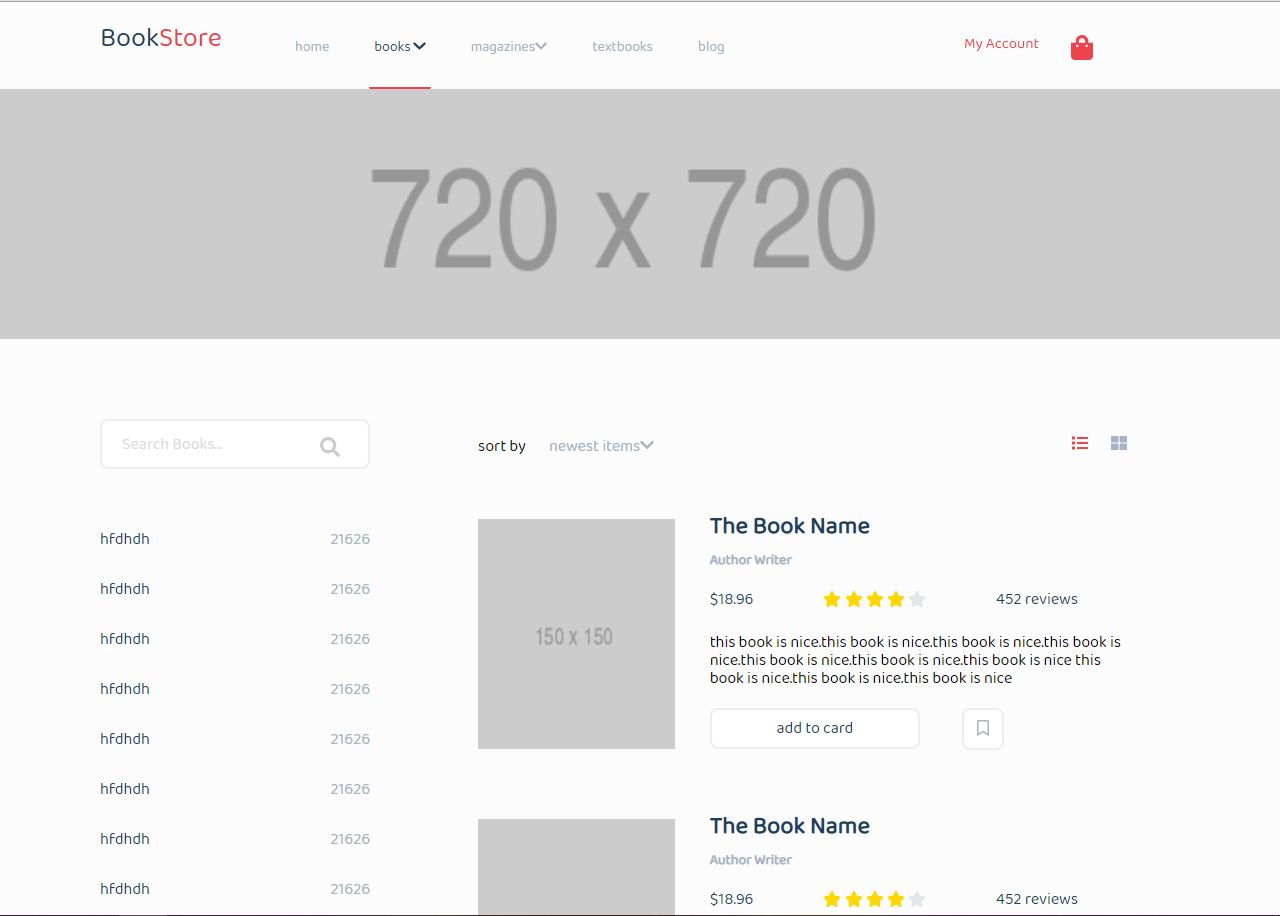 BookStore
home books magazines textbooks blog
My Account
720 x 720
Search Books...
sort by newest items
hfdhdh 21626
hfdhdh 21626
hfdhdh 21626
hfdhdh 21626
hfdhdh 21626
hfdhdh 21626
hfdhdh 21626
hfdhdh 21626
150 x 150
The Book Name
Author Writer
$18.96 452 reviews
this book is nice.this book is nice.this book is nice.this book is
nice.this book is nice.this book is nice.this book is nice this
book is nice.this book is nice.this book is nice
add to card
The Book Name
Author Writer
$18.96 452 reviews